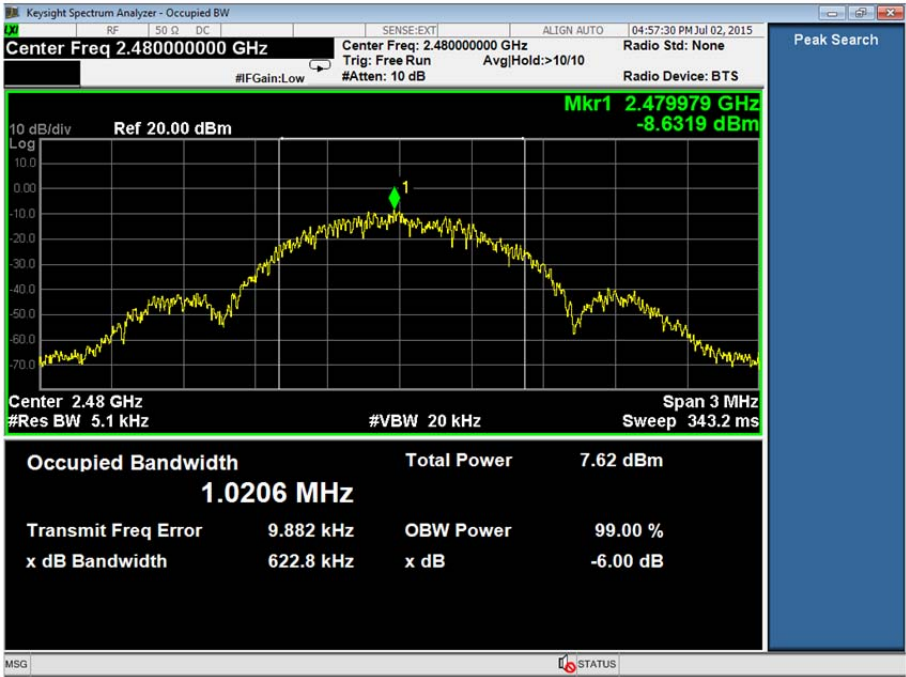 Keysight Spectrum Analyzer - Occupied BW
LXI RF 50 Ω DC SENSE:EXT ALIGN AUTO 04:57:30 PM Jul 02, 2015
Center Freq 2.480000000 GHz Center Freq: 2.480000000 GHz Radio Std: None
Trig: Free Run Avg|Hold:>10/10
#IFGain:Low #Atten: 10 dB Radio Device: BTS
Peak Search
Mkr1 2.479979 GHz
-8.6319 dBm
10 dB/div Ref 20.00 dBm
Log
10.0
0.00
-10.0
-20.0
-30.0
-40.0
-50.0
-60.0
-70.0
1
Center 2.48 GHz Span 3 MHz
#Res BW 5.1 kHz #VBW 20 kHz Sweep 343.2 ms
Occupied Bandwidth Total Power 7.62 dBm
1.0206 MHz
Transmit Freq Error 9.882 kHz OBW Power 99.00 %
x dB Bandwidth 622.8 kHz x dB -6.00 dB
MSG STATUS